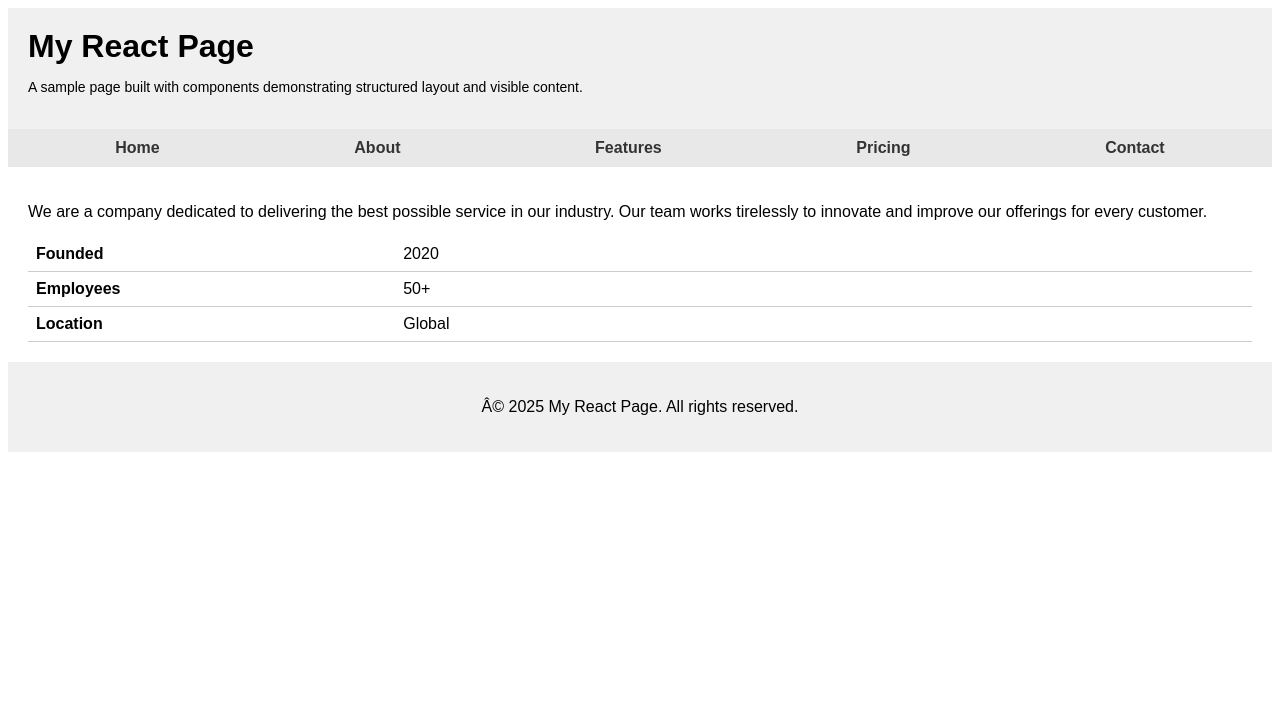 My React Page
A sample page built with components demonstrating structured layout and visible content.
Home About Features Pricing Contact
We are a company dedicated to delivering the best possible service in our industry. Our team works tirelessly to innovate and improve our offerings for every customer.
Founded 2020
Employees 50+
Location Global
Â© 2025 My React Page. All rights reserved.